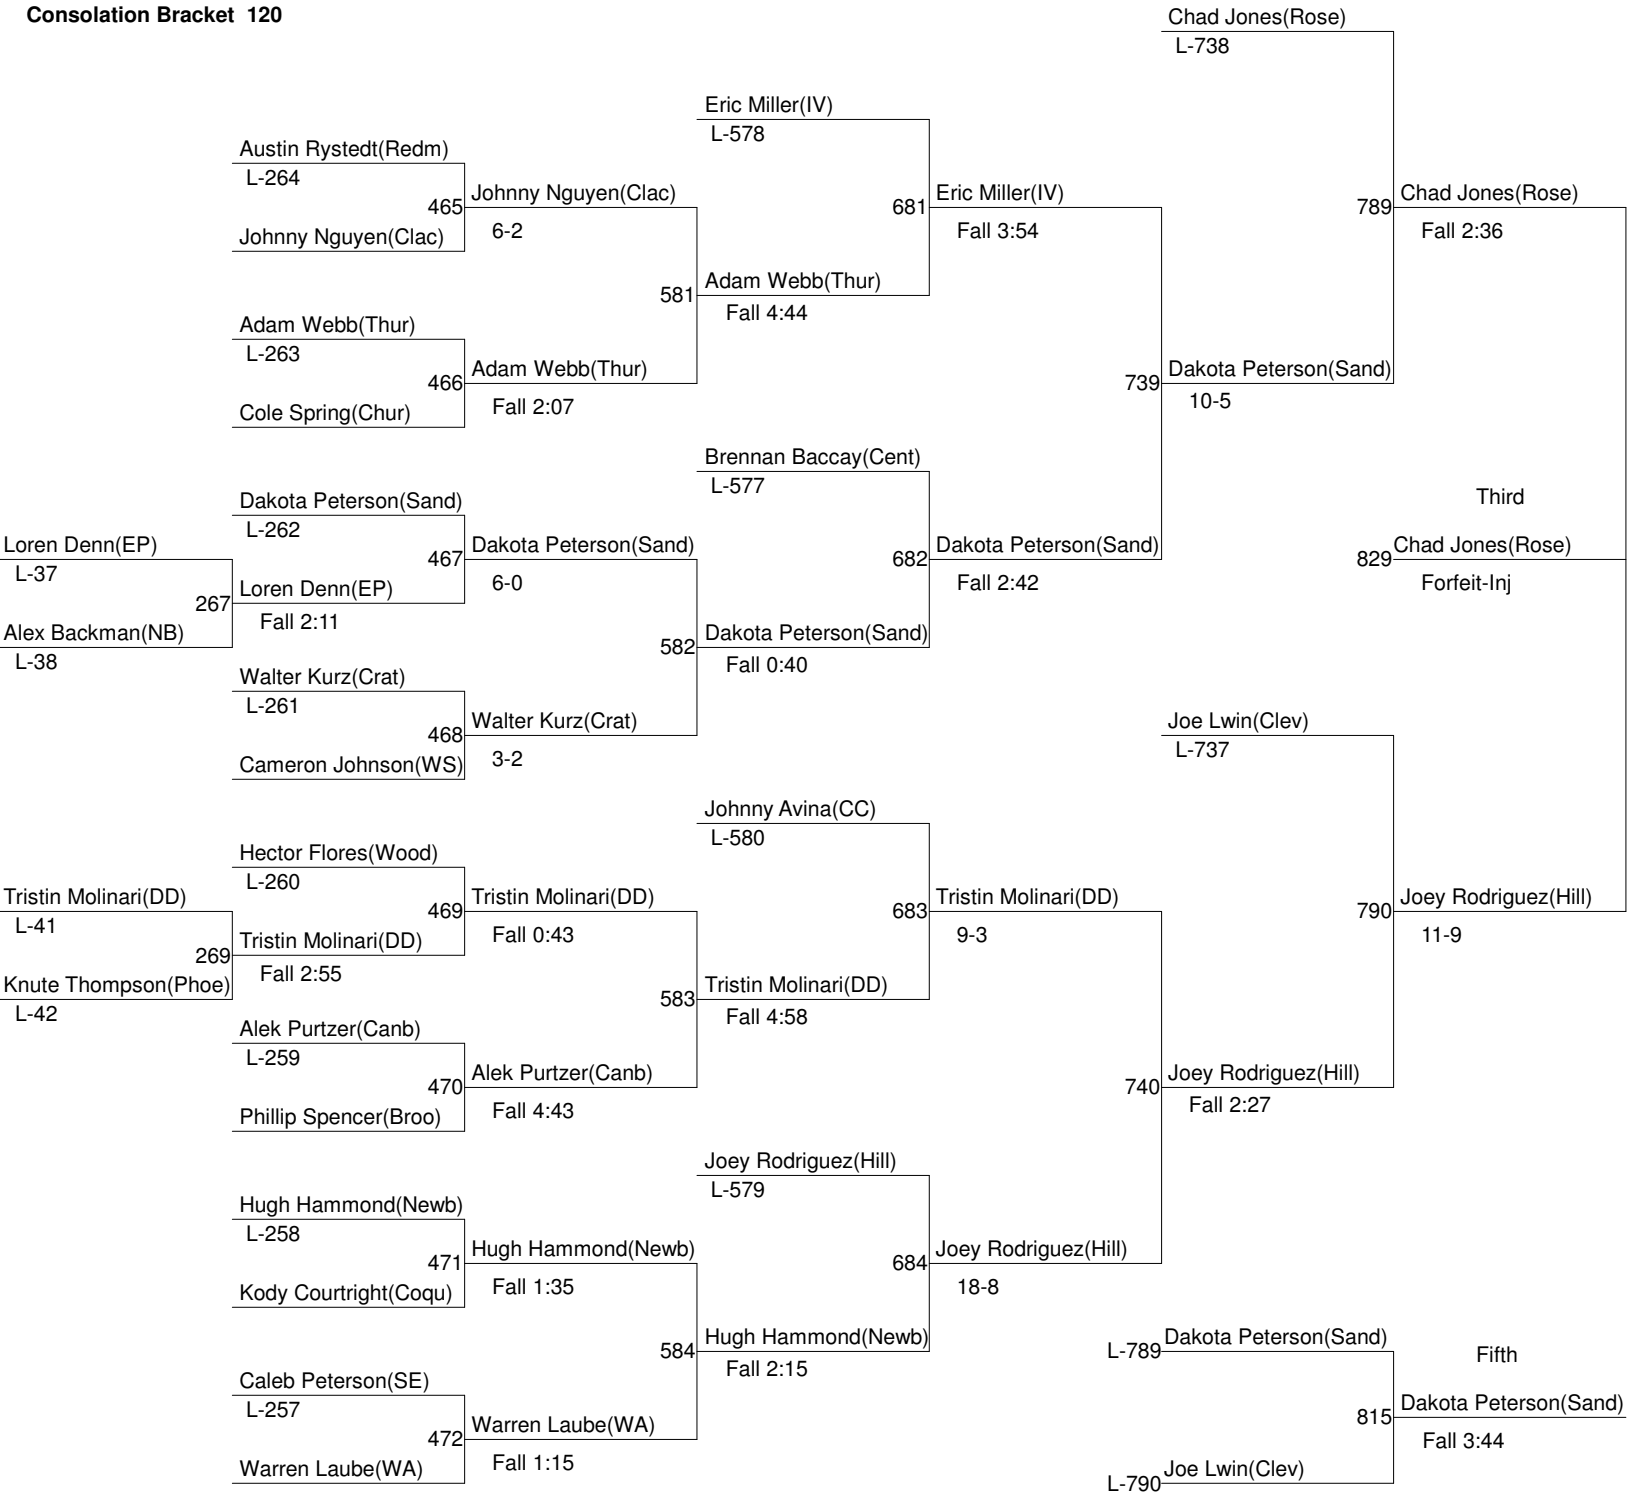 Consolation Bracket 120
Chad Jones(Rose)
L-738
Eric Miller(IV)
L-578
Austin Rystedt(Redm)
L-264
465
Johnny Nguyen(Clac)
6-2
681
Eric Miller(IV)
Fall 3:54
789
Chad Jones(Rose)
Fall 2:36
Johnny Nguyen(Clac)
581
Adam Webb(Thur)
Fall 4:44
Adam Webb(Thur)
L-263
466
Adam Webb(Thur)
Fall 2:07
739
Dakota Peterson(Sand)
10-5
Cole Spring(Chur)
Brennan Baccay(Cent)
L-577
Dakota Peterson(Sand)
L-262
Third
Loren Denn(EP)
L-37
467
Dakota Peterson(Sand)
6-0
682
Dakota Peterson(Sand)
Fall 2:42
829
Chad Jones(Rose)
Forfeit-Inj
267
Loren Denn(EP)
Fall 2:11
Alex Backman(NB)
L-38
582
Dakota Peterson(Sand)
Fall 0:40
Walter Kurz(Crat)
L-261
468
Walter Kurz(Crat)
3-2
Joe Lwin(Clev)
L-737
Cameron Johnson(WS)
Johnny Avina(CC)
L-580
Hector Flores(Wood)
L-260
Tristin Molinari(DD)
L-41
469
Tristin Molinari(DD)
Fall 0:43
683
Tristin Molinari(DD)
9-3
790
Joey Rodriguez(Hill)
11-9
269
Tristin Molinari(DD)
Fall 2:55
Knute Thompson(Phoe)
L-42
583
Tristin Molinari(DD)
Fall 4:58
Alek Purtzer(Canb)
L-259
470
Alek Purtzer(Canb)
Fall 4:43
740
Joey Rodriguez(Hill)
Fall 2:27
Phillip Spencer(Broo)
Joey Rodriguez(Hill)
L-579
Hugh Hammond(Newb)
L-258
471
Hugh Hammond(Newb)
Fall 1:35
684
Joey Rodriguez(Hill)
18-8
Kody Courtright(Coqu)
584
Hugh Hammond(Newb)
Fall 2:15
L-789
Dakota Peterson(Sand)
Fifth
Caleb Peterson(SE)
L-257
815
Dakota Peterson(Sand)
Fall 3:44
472
Warren Laube(WA)
Fall 1:15
Warren Laube(WA)
L-790
Joe Lwin(Clev)